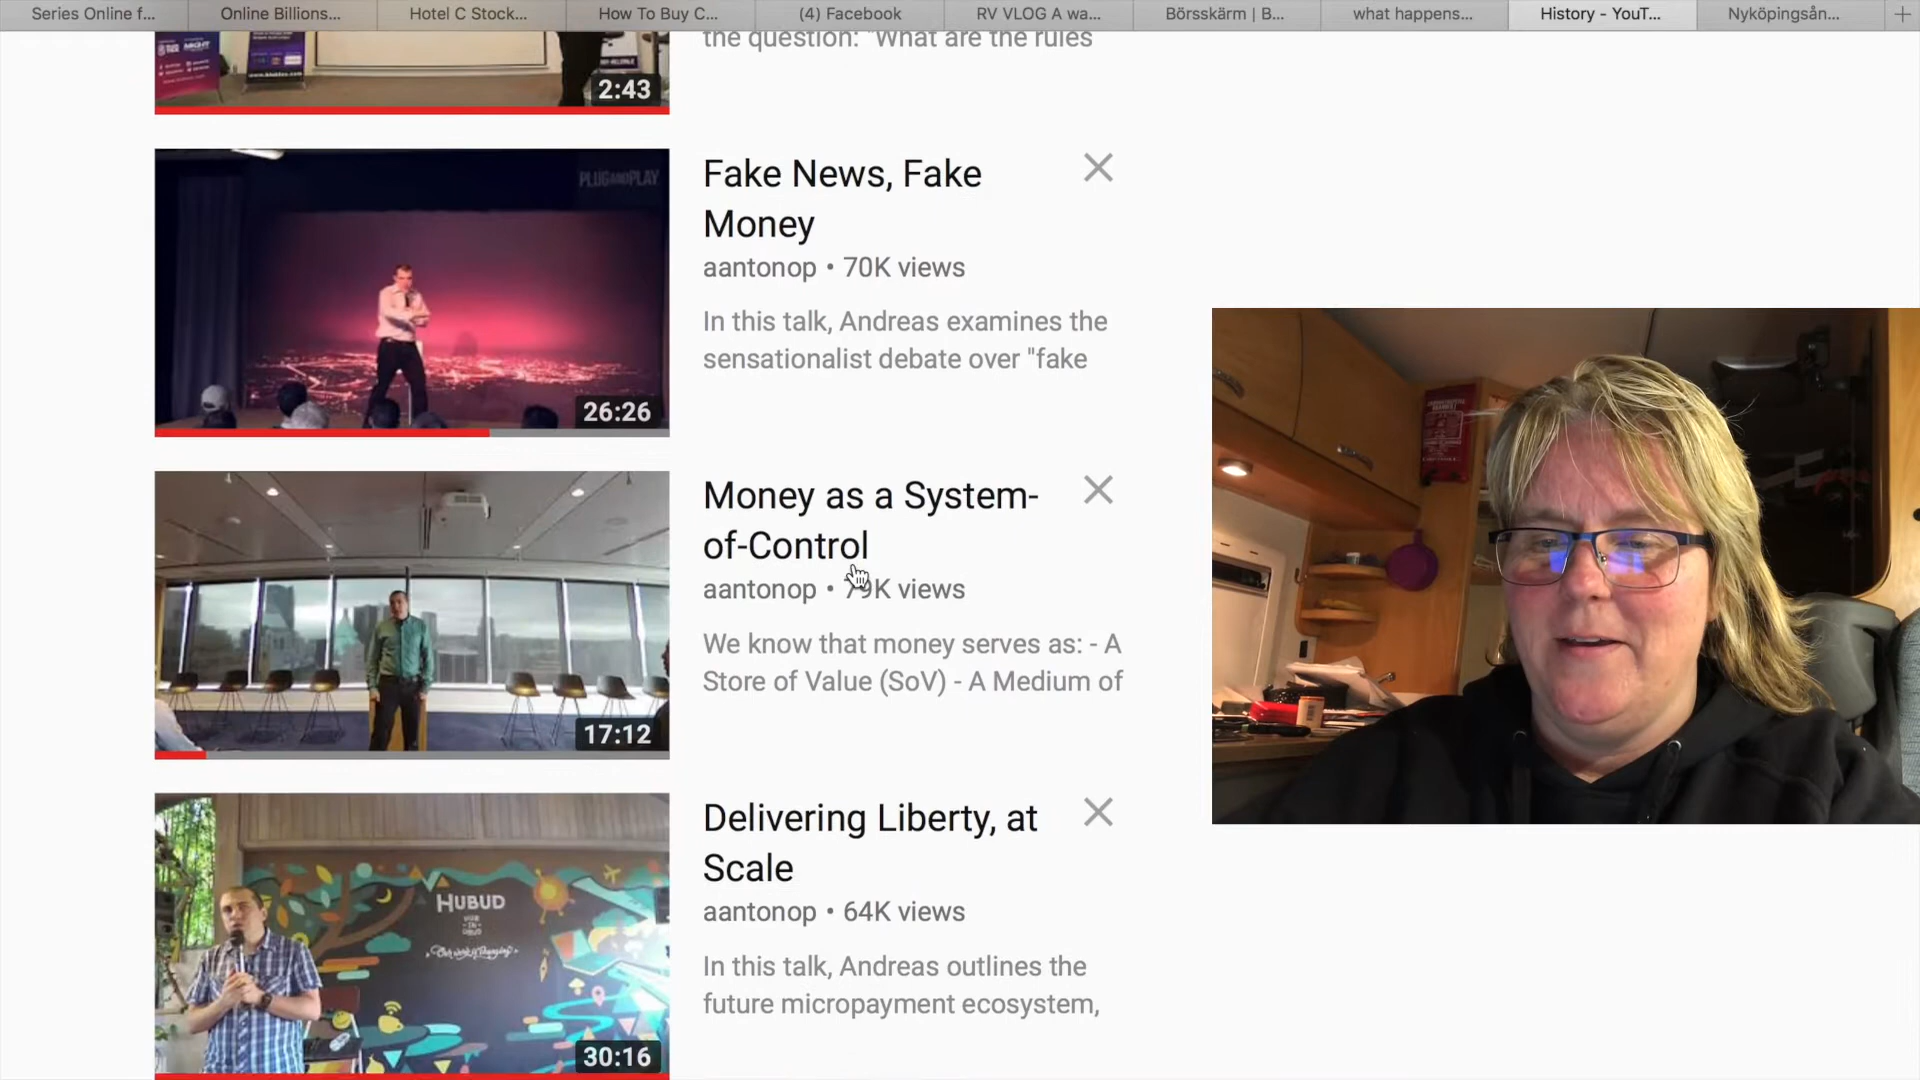 Series Online f...
Online Billions...
Hotel C Stock...
How To Buy C...
(4) Facebook
RV VLOG A wa...
Börsskärm | B...
what happens...
History - YouT...
Nyköpingsån...
the question: "What are the rules
2:43
Fake News, Fake
Money
aantonop • 70K views
In this talk, Andreas examines the
sensationalist debate over "fake
PLUGANDPLAY
26:26
Money as a System-
of-Control
aantonop • 79K views
We know that money serves as: - A
Store of Value (SoV) - A Medium of
17:12
Delivering Liberty, at
Scale
aantonop • 64K views
In this talk, Andreas outlines the
future micropayment ecosystem,
HUBUD
30:16